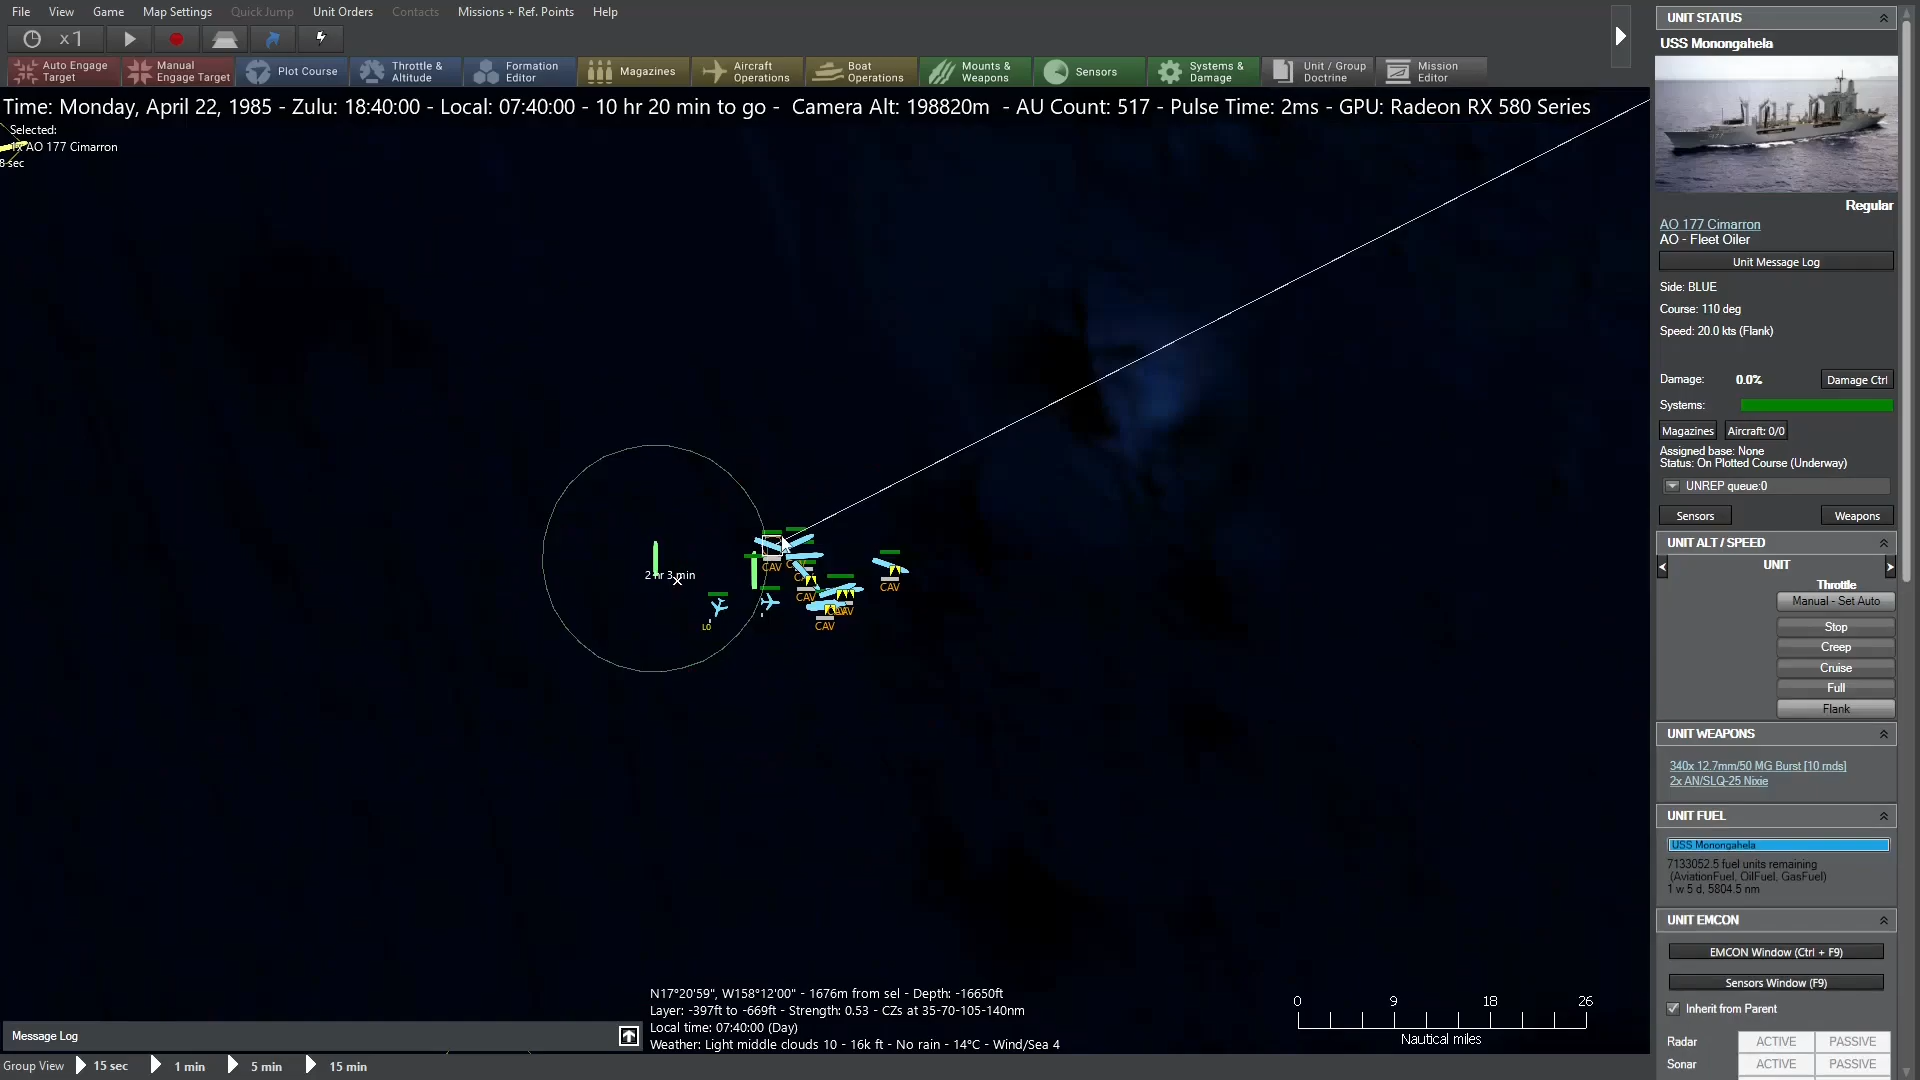 File View Game Map Settings Quick Jump Unit Orders Contacts Missions + Ref. Points Help
x1
Auto Engage Target
Manual Engage Target
Plot Course
Throttle & Altitude
Formation Editor
Magazines
Aircraft Operations
Boat Operations
Mounts & Weapons
Sensors
Systems & Damage
Unit / Group Doctrine
Mission Editor
Time: Monday, April 22, 1985 - Zulu: 18:40:00 - Local: 07:40:00 - 10 hr 20 min to go - Camera Alt: 198820m - AU Count: 517 - Pulse Time: 2ms - GPU: Radeon RX 580 Series
Selected:
1x AO 177 Cimarron
8 sec
2 hr 3 min
CAV
CAV
CAV
CAV
CAV
LO
N17°20'59", W158°12'00" - 1676m from sel - Depth: -16650ft
Layer: -397ft to -669ft - Strength: 0.53 - CZs at 35-70-105-140nm
Local time: 07:40:00 (Day)
Weather: Light middle clouds 10 - 16k ft - No rain - 14°C - Wind/Sea 4
0 9 18 26
Nautical miles
Message Log
Group View 15 sec 1 min 5 min 15 min
UNIT STATUS
USS Monongahela
Regular
AO 177 Cimarron
AO - Fleet Oiler
Unit Message Log
Side: BLUE
Course: 110 deg
Speed: 20.0 kts (Flank)
Damage: 0.0% Damage Ctrl
Systems:
Magazines Aircraft: 0/0
Assigned base: None
Status: On Plotted Course (Underway)
UNREP queue:0
Sensors Weapons
UNIT ALT / SPEED
< UNIT >
Throttle
Manual - Set Auto
Stop
Creep
Cruise
Full
Flank
UNIT WEAPONS
340x 12.7mm/50 MG Burst [10 rnds]
2x AN/SLQ-25 Nixie
UNIT FUEL
USS Monongahela
7133052.5 fuel units remaining
(AviationFuel, OilFuel, GasFuel)
1 w 5 d, 5804.5 nm
UNIT EMCON
EMCON Window (Ctrl + F9)
Sensors Window (F9)
Inherit from Parent
Radar ACTIVE PASSIVE
Sonar ACTIVE PASSIVE